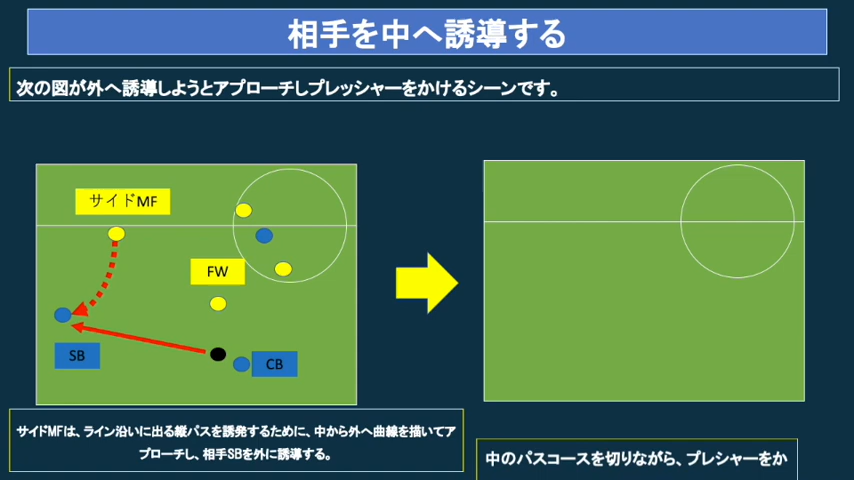 相手を中へ誘導する
次の図が外へ誘導しようとアプローチしプレッシャーをかけるシーンです。
サイドMF
FW
SB
CB
サイドMFは、ライン沿いに出る縦パスを誘発するために、中から外へ曲線を描いてア
プローチし、相手SBを外に誘導する。
中のパスコースを切りながら、プレシャーをか